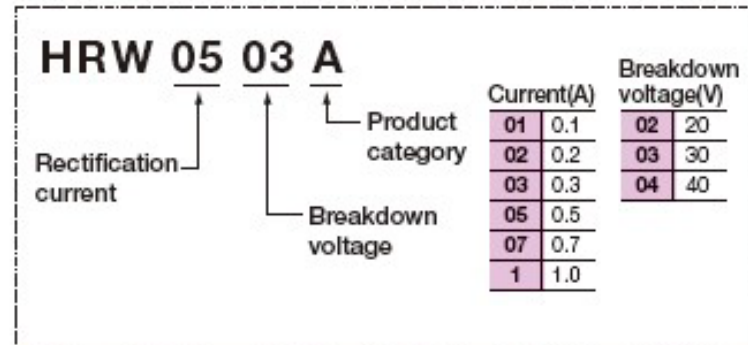 HRW 05 03 A
Rectification
current
Breakdown
voltage
Product
category
Current(A)
01 0.1
02 0.2
03 0.3
05 0.5
07 0.7
1 1.0
Breakdown
voltage(V)
02 20
03 30
04 40